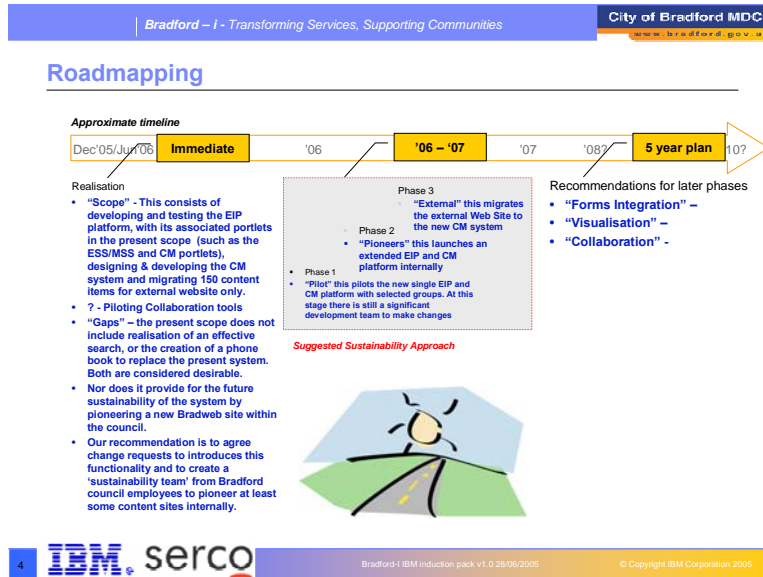 Bradford – i - Transforming Services, Supporting Communities
City of Bradford MDC
www.bradford.gov.u
Roadmapping
Approximate timeline
Dec'05/Jun'06
Immediate
'06
'06 – '07
'07
'08?
5 year plan
10?
Realisation
• “Scope” - This consists of
developing and testing the EIP
platform, with its associated portlets
in the present scope (such as the
ESS/MSS and CM portlets),
designing & developing the CM
system and migrating 150 content
items for external website only.
• ? - Piloting Collaboration tools
• “Gaps” – the present scope does not
include realisation of an effective
search, or the creation of a phone
book to replace the present system.
Both are considered desirable.
• Nor does it provide for the future
sustainability of the system by
pioneering a new Bradweb site within
the council.
• Our recommendation is to agree
change requests to introduces this
functionality and to create a
‘sustainability team’ from Bradford
council employees to pioneer at least
some content sites internally.
Phase 3
“External” this migrates
the external Web Site to
the new CM system
Phase 2
“Pioneers” this launches an
extended EIP and CM
platform internally
• Phase 1
• “Pilot” this pilots the new single EIP and
CM platform with selected groups. At this
stage there is still a significant
development team to make changes
Suggested Sustainability Approach
Recommendations for later phases
• “Forms Integration” –
• “Visualisation” –
• “Collaboration” -
4
IBM.
serco
Bradford-I IBM induction pack v1.0 28/06/2005
© Copyright IBM Corporation 2005